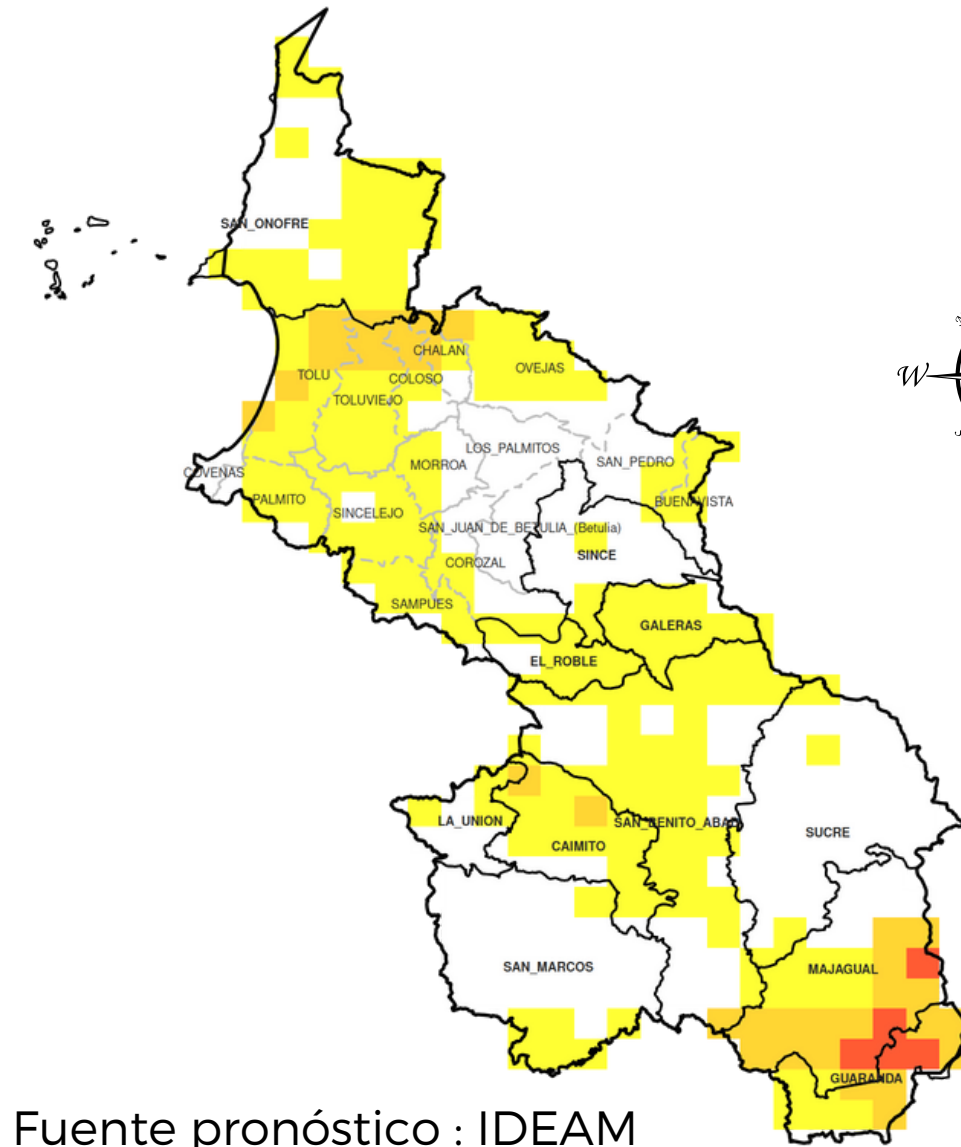 SAN_ONOFRE
CHALAN
OVEJAS
TOLU
COLOSO
TOLUVIEJO
W
LOS_PALMITOS
MORROA
SAN_PEDRO
COVENAS
PALMITO
SINCELEJO
BUENAVISTA
SAN_JUAN_DE_BETULIA_(Betulia)
SINCE
COROZAL
SAMPUES
GALERAS
EL_ROBLE
LA_UNION
SAN_BENITO_ABAD
SUCRE
CAIMITO
SAN_MARCOS
MAJAGUAL
GUARANDA
Fuente pronóstico : IDEAM